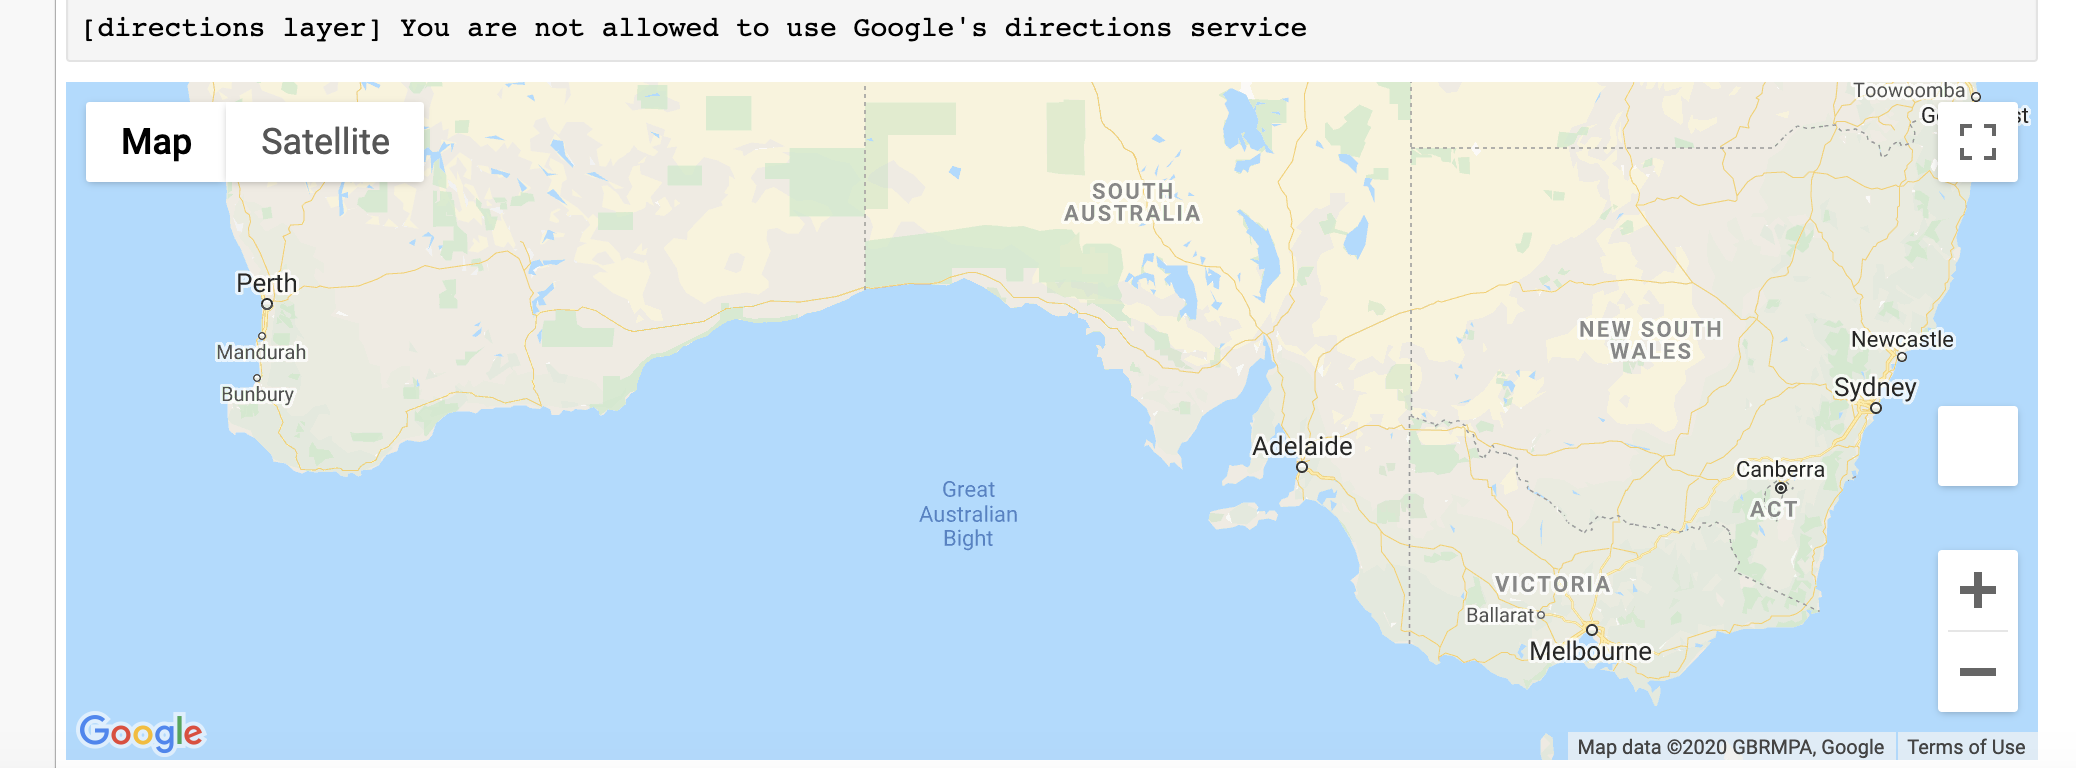 [directions layer] You are not allowed to use Google's directions service
Toowoomba
Map
Satellite
SOUTH
AUSTRALIA
Perth
Mandurah
Bunbury
NEW SOUTH
WALES
Newcastle
Sydney
Adelaide
Canberra
ACT
Great
Australian
Bight
VICTORIA
Ballarat
Melbourne
Google
Map data ©2020 GBRMPA, Google
Terms of Use